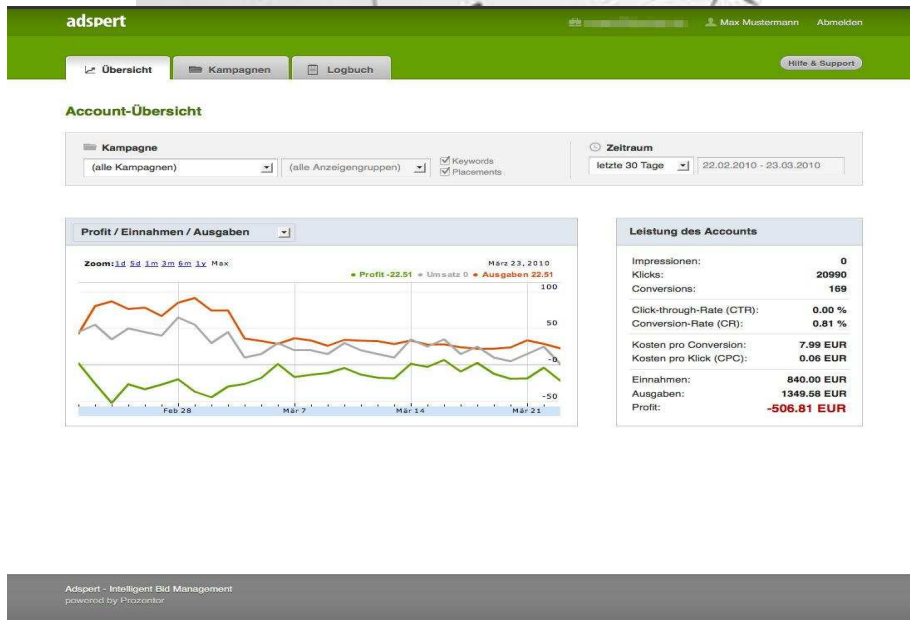 adspert
Max Mustermann Abmelden
Übersicht Kampagnen Logbuch Hilfe & Support
Account-Übersicht
Kampagne
(alle Kampagnen) (alle Anzeigengruppen) Keywords
Placements
Zeitraum
letzte 30 Tage 22.02.2010 - 23.03.2010
Profit / Einnahmen / Ausgaben
Zoom: 1d 5d 1m 3m 6m 1y Max
März 23, 2010
Profit -22.51 Umsatz 0 Ausgaben 22.51
100
50
-0
-50
Feb 28 Mär 7 Mär 14 Mär 21
Leistung des Accounts
Impressionen: 0
Klicks: 20990
Conversions: 169
Click-through-Rate (CTR): 0.00 %
Conversion-Rate (CR): 0.81 %
Kosten pro Conversion: 7.99 EUR
Kosten pro Klick (CPC): 0.06 EUR
Einnahmen: 840.00 EUR
Ausgaben: 1349.58 EUR
Profit: -506.81 EUR
Adspert - Intelligent Bid Management
powered by Prozontor